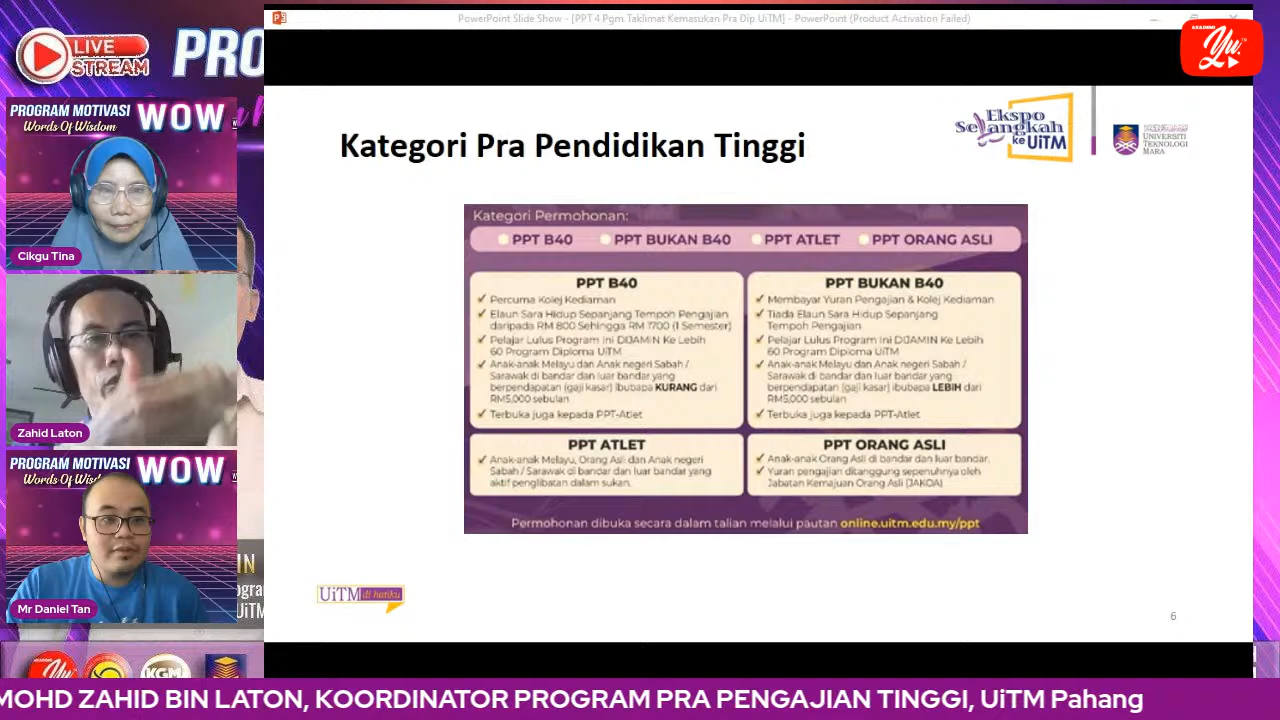 PowerPoint Slide Show - [PPT 4 Pgm Taklimat Kemasukan Pra Dip UiTM] - PowerPoint (Product Activation Failed)
LIVE
STREAM
PRO
PROGRAM MOTIVASI
Words Of Wisdom
WOW
Cikgu Tina
Zahid Laton
PROGRAM MOTIVASI
WOW
Mr Daniel Tan
Kategori Pra Pendidikan Tinggi
Ekspo
Selangkah
ke UiTM
UNIVERSITI
TEKNOLOGI
MARA
Kategori Permohonan:
PPT B40 PPT BUKAN B40 PPT ATLET PPT ORANG ASLI
PPT B40
✓ Percuma Kolej Kediaman
✓ Elaun Sara Hidup Sepanjang Tempoh Pengajian
daripada RM 800 Sehingga RM 1700 (1 Semester)
✓ Pelajar Lulus Program Ini DIJAMIN Ke Lebih
60 Program Diploma UiTM
✓ Anak-anak Melayu dan Anak negeri Sabah /
Sarawak di bandar dan luar bandar yang
berpendapatan (gaji kasar) ibubapa KURANG dari
RM5,000 sebulan
✓ Terbuka juga kepada PPT-Atlet
PPT BUKAN B40
✓ Membayar Yuran Pengajian & Kolej Kediaman
✓ Tiada Elaun Sara Hidup Sepanjang
Tempoh Pengajian
✓ Pelajar Lulus Program Ini DIJAMIN Ke Lebih
60 Program Diploma UiTM
✓ Anak-anak Melayu dan Anak negeri Sabah /
Sarawak di bandar dan luar bandar yang
berpendapatan (gaji kasar) ibubapa LEBIH dari
RM5,000 sebulan
✓ Terbuka juga kepada PPT-Atlet
PPT ATLET
✓ Anak-anak Melayu, Orang Asli dan Anak negeri
Sabah / Sarawak di bandar dan luar bandar yang
aktif penglibatan dalam sukan.
PPT ORANG ASLI
✓ Anak-anak Orang Asli di bandar dan luar bandar.
✓ Yuran pengajian ditanggung sepenuhnya oleh
Jabatan Kemajuan Orang Asli (JAKOA)
Permohonan dibuka secara dalam talian melalui pautan online.uitm.edu.my/ppt
UiTM di hatiku
6
KGM
MOHD ZAHID BIN LATON, KOORDINATOR PROGRAM PRA PENGAJIAN TINGGI, UiTM Pahang